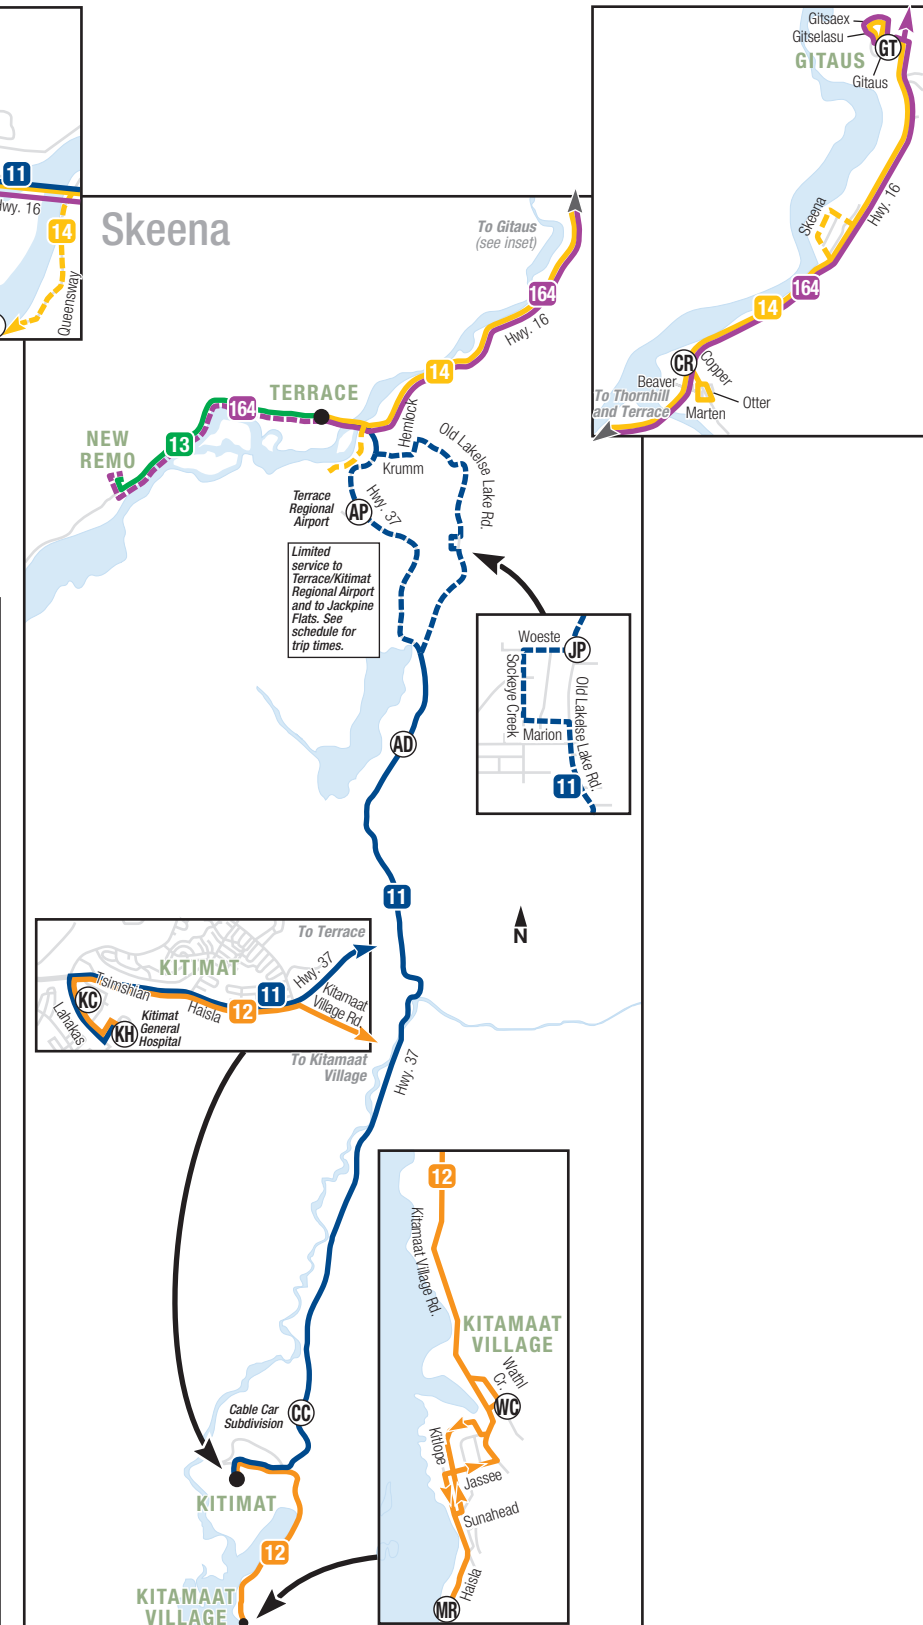 Gitsaex
Gitselasu
GT
GITAUS
Gitaus
11
Hwy. 16
14
Queensway
Skeena
To Gitaus
(see inset)
164
Hwy. 16
14
Skeena
Hwy. 16
164
14
CR
Copper
Beaver
To Thornhill
and Terrace
Otter
Marten
TERRACE
164
13
NEW
REMO
Hemlock
Krumm
Old Lakelse Lake Rd.
Terrace
Regional
Airport
AP
Hwy. 37
Limited
service to
Terrace/Kitimat
Regional Airport
and to Jackpine
Flats. See
schedule for
trip times.
Woeste
JP
Sockeye Creek
Old Lakelse Lake Rd.
Marion
11
AD
11
N
To Terrace
KITIMAT
Hwy. 37
Tsimshian
KC
11
Haisla
12
Kitamaat
Village Rd.
Lahakas
KH
Kitimat
General
Hospital
To Kitamaat
Village
Hwy. 37
12
Kitamaat Village Rd.
KITAMAAT
VILLAGE
Wathl
Cr.
WC
Kitlope
Jassee
Sunahead
Haisla
MR
Cable Car
Subdivision
CC
KITIMAT
12
KITAMAAT
VILLAGE